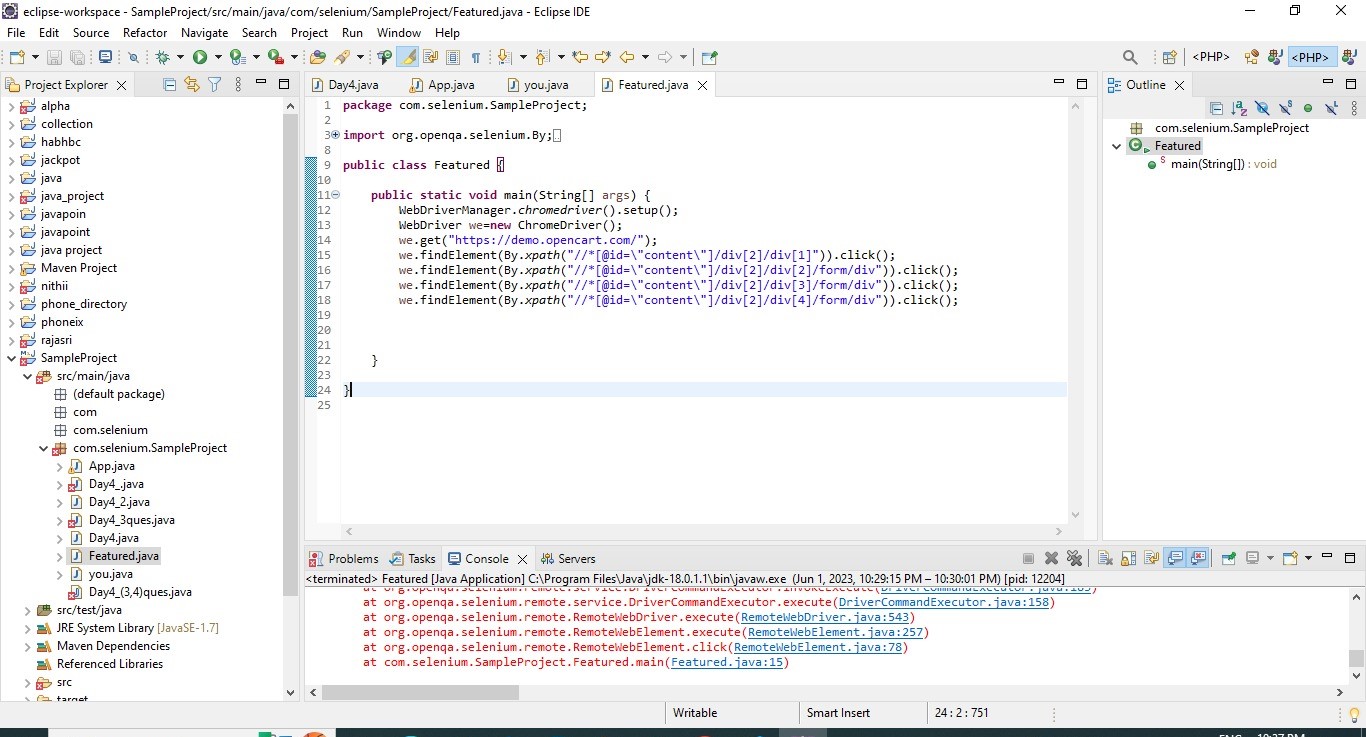 eclipse-workspace - SampleProject/src/main/java/com/selenium/SampleProject/Featured.java - Eclipse IDE
File Edit Source Refactor Navigate Search Project Run Window Help
<PHP> <PHP>
Project Explorer
alpha
collection
habhbc
jackpot
java
java_project
javapoin
javapoint
java project
Maven Project
nithii
phone_directory
phoneix
rajasri
SampleProject
src/main/java
(default package)
com
com.selenium
com.selenium.SampleProject
App.java
Day4_.java
Day4_2.java
Day4_3ques.java
Day4.java
Featured.java
you.java
Day4_(3,4)ques.java
src/test/java
JRE System Library [JavaSE-1.7]
Maven Dependencies
Referenced Libraries
src
target
Day4.java App.java you.java Featured.java
1 package com.selenium.SampleProject;
2
3 import org.openqa.selenium.By;
8
9 public class Featured {
10
11 public static void main(String[] args) {
12 WebDriverManager.chromedriver().setup();
13 WebDriver we=new ChromeDriver();
14 we.get("https://demo.opencart.com/");
15 we.findElement(By.xpath("//*[@id=\"content\"]/div[2]/div[1]")).click();
16 we.findElement(By.xpath("//*[@id=\"content\"]/div[2]/div[2]/form/div")).click();
17 we.findElement(By.xpath("//*[@id=\"content\"]/div[2]/div[3]/form/div")).click();
18 we.findElement(By.xpath("//*[@id=\"content\"]/div[2]/div[4]/form/div")).click();
19
20
21
22 }
23
24 }
25
Outline
com.selenium.SampleProject
Featured
main(String[]) : void
Problems Tasks Console Servers
<terminated> Featured [Java Application] C:\Program Files\Java\jdk-18.0.1.1\bin\javaw.exe (Jun 1, 2023, 10:29:15 PM – 10:30:01 PM) [pid: 12204]
at org.openqa.selenium.remote.service.DriverCommandExecutor.invokeExecute(DriverCommandExecutor.java:183)
at org.openqa.selenium.remote.service.DriverCommandExecutor.execute(DriverCommandExecutor.java:158)
at org.openqa.selenium.remote.RemoteWebDriver.execute(RemoteWebDriver.java:543)
at org.openqa.selenium.remote.RemoteWebElement.execute(RemoteWebElement.java:257)
at org.openqa.selenium.remote.RemoteWebElement.click(RemoteWebElement.java:78)
at com.selenium.SampleProject.Featured.main(Featured.java:15)
Writable Smart Insert 24 : 2 : 751
ENG 10:37 PM